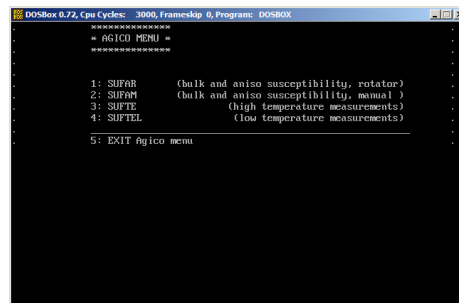 DOSBox 0.72, Cpu Cycles: 3000, Frameskip 0, Program: DOSBOX
**************
* AGICO MENU *
**************
1: SUFAR (bulk and aniso susceptibility, rotator)
2: SUFAM (bulk and aniso susceptibility, manual )
3: SUFTE (high temperature measurements)
4: SUFTEL (low temperature measurements)
5: EXIT Agico menu